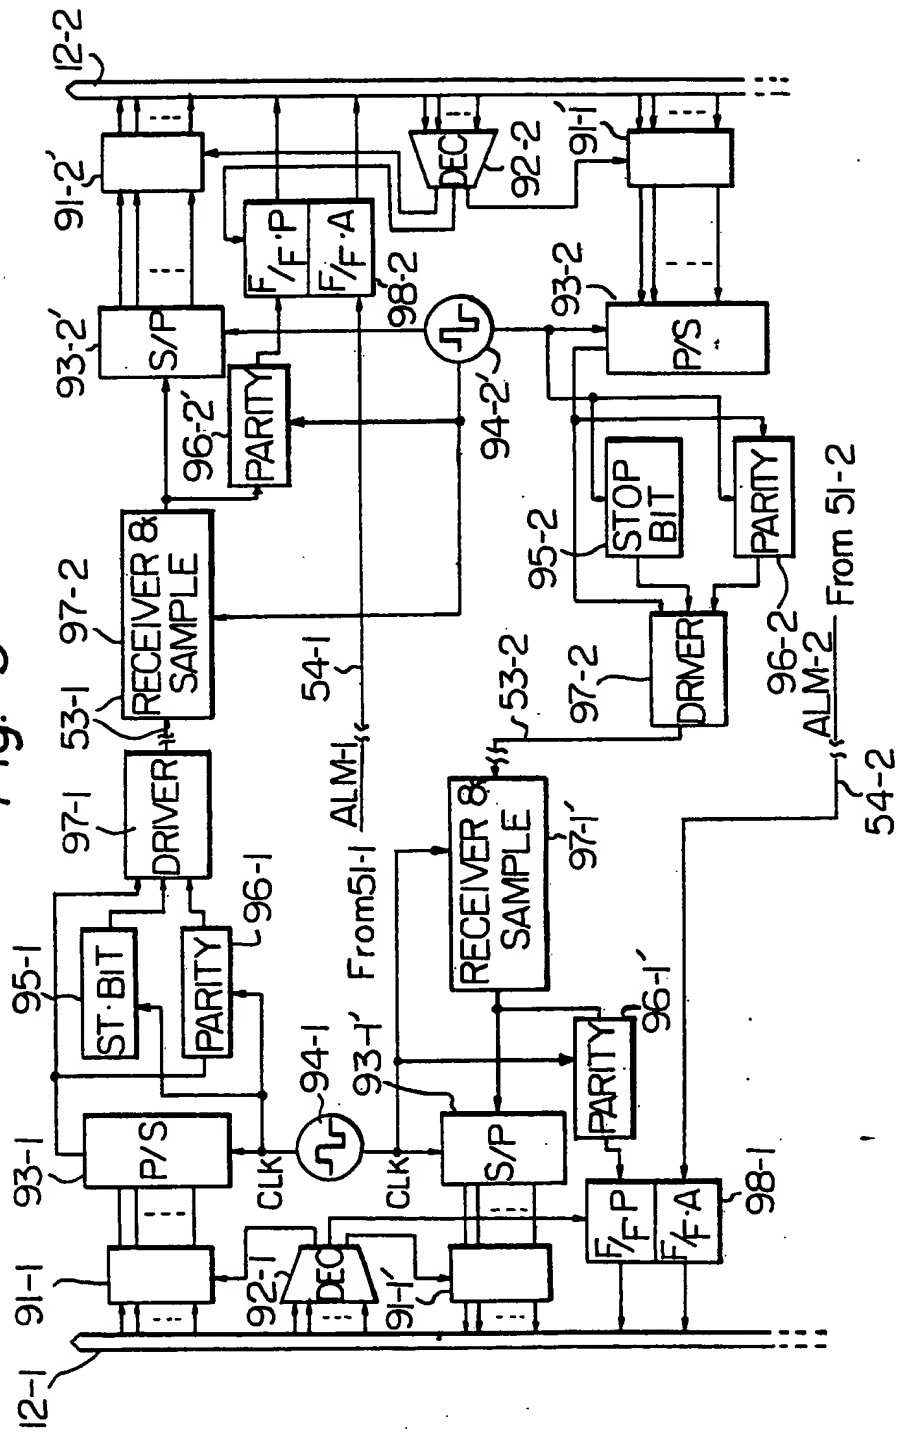 Fig.
12-1
91-1
93-1
95-1
97-1
53-1
97-2
93-2'
91-2'
12-2
P/S
ST·BIT
DRIVER
RECEIVER &
SAMPLE
S/P
PARITY
96-1
96-2'
PARITY
F/F·P
F/F·A
98-2
CLK
94-1
92-1
DEC
From 51-1
ALM-1
54-1
94-2'
DEC
92-2
CLK
93-1'
91-1'
S/P
RECEIVER &
SAMPLE
97-1'
53-2
97-2
DRIVER
95-2
STOP
BIT
93-2
P/S
91-1'
F/F·P
F/F·A
98-1
PARITY
96-1'
PARITY
96-2
54-2
ALM-2
From 51-2